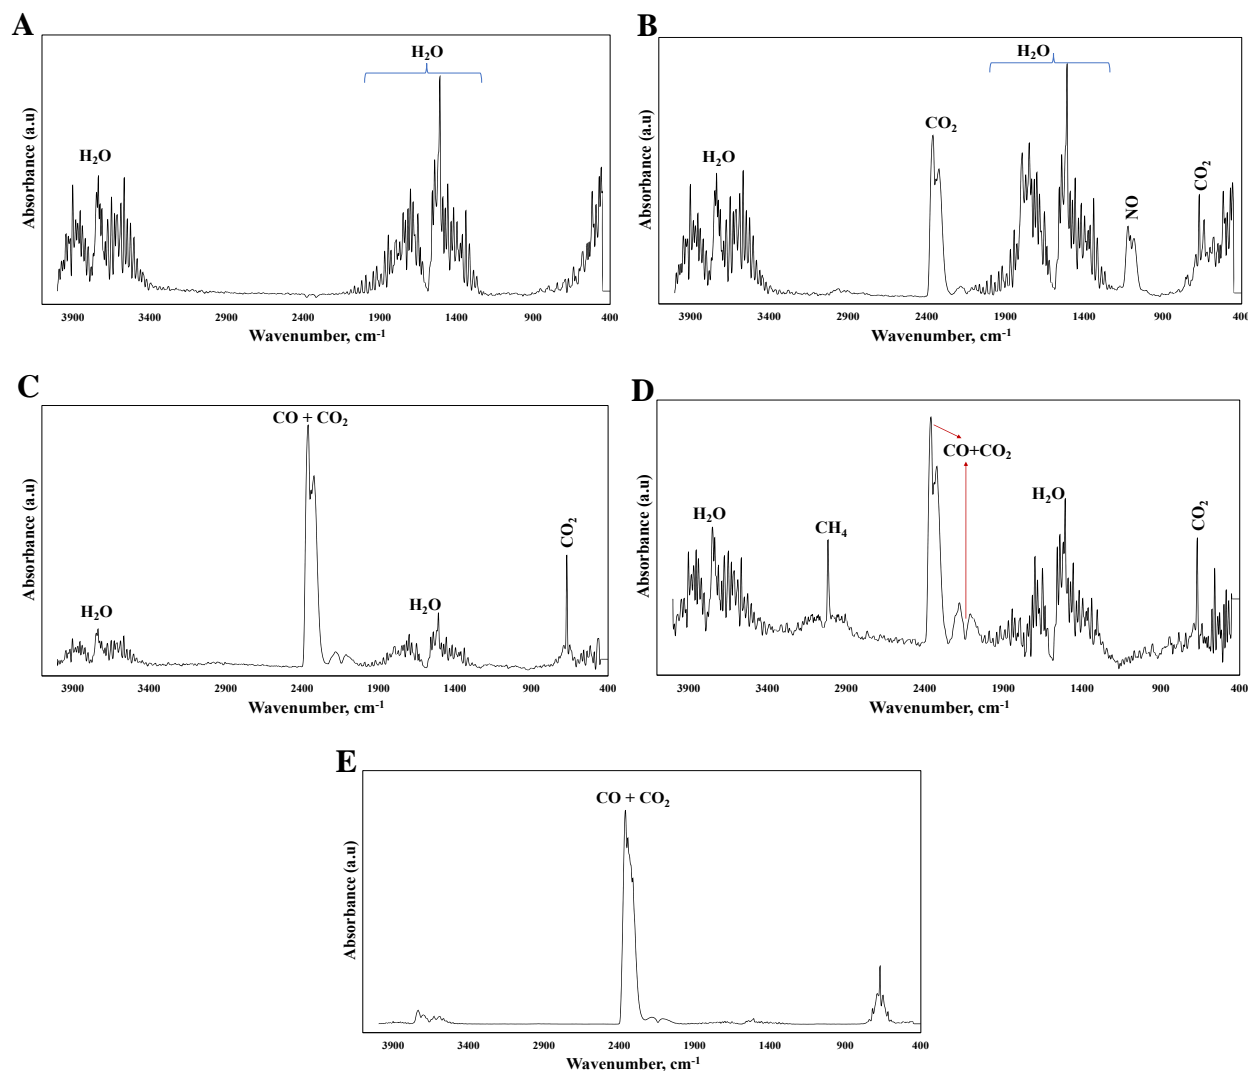 A
H₂O
H₂O
Absorbance (a.u)
3900 3400 2900 2400 1900 1400 900 400
Wavenumber, cm⁻¹
B
H₂O
CO₂
H₂O
NO
CO₂
Absorbance (a.u)
3900 3400 2900 2400 1900 1400 900 400
Wavenumber, cm⁻¹
C
CO + CO₂
H₂O
H₂O
CO₂
Absorbance (a.u)
3900 3400 2900 2400 1900 1400 900 400
Wavenumber, cm⁻¹
D
CO+CO₂
H₂O
CH₄
H₂O
CO₂
Absorbance (a.u)
3900 3400 2900 2400 1900 1400 900 400
Wavenumber, cm⁻¹
E
CO + CO₂
Absorbance (a.u)
3900 3400 2900 2400 1900 1400 900 400
Wavenumber, cm⁻¹